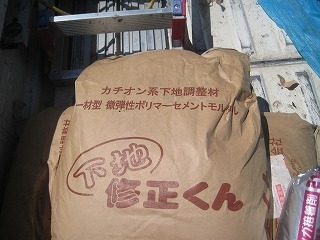 カチオン系下地調整材
一材型 微弾性ポリマーセメントモルタル
下地
修正くん